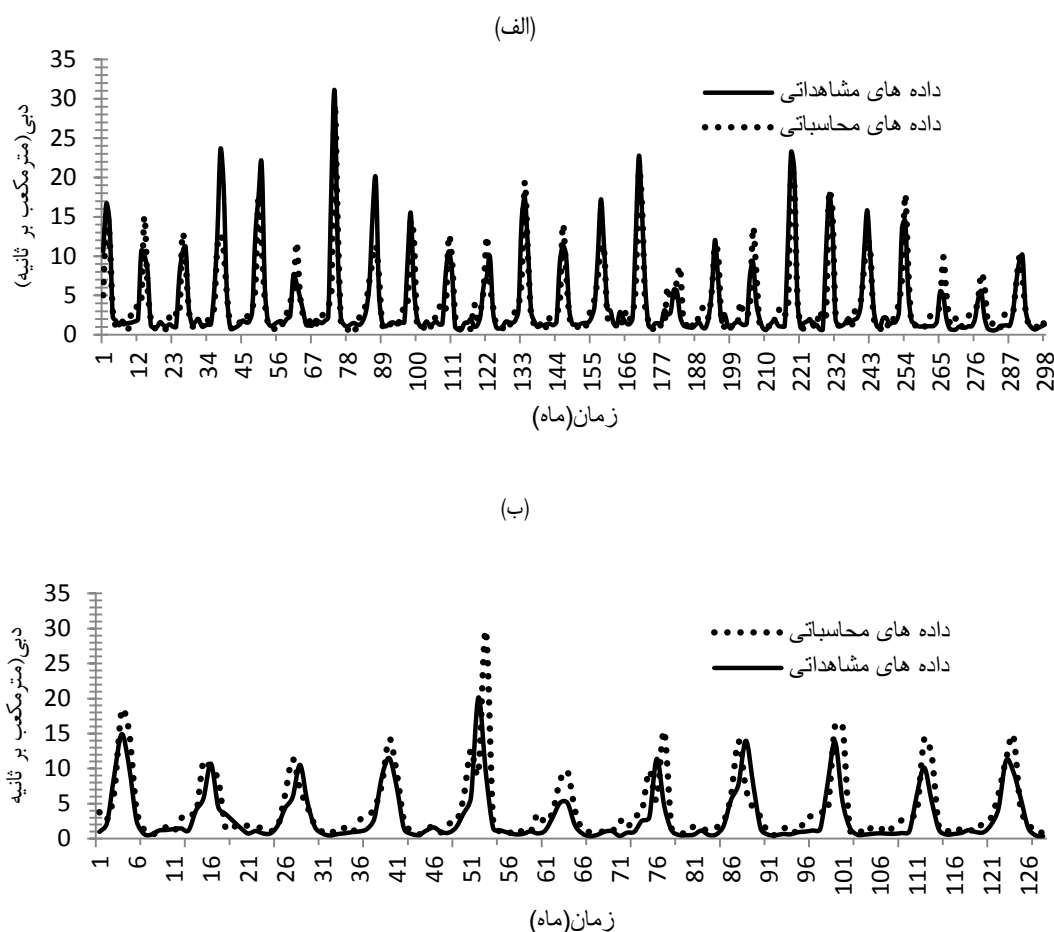 (الف)
35
30
25
20
15
10
5
0
دبی(مترمکعب بر ثانیه)
داده های مشاهداتی
داده های محاسباتی
1 12 23 34 45 56 67 78 89 100 111 122 133 144 155 166 177 188 199 210 221 232 243 254 265 276 287 298
زمان(ماه)
(ب)
35
30
25
20
15
10
5
0
دبی(مترمکعب بر ثانیه
داده های محاسباتی
داده های مشاهداتی
1 6 11 16 21 26 31 36 41 46 51 56 61 66 71 76 81 86 91 96 101 106 111 116 121 126
زمان(ماه)